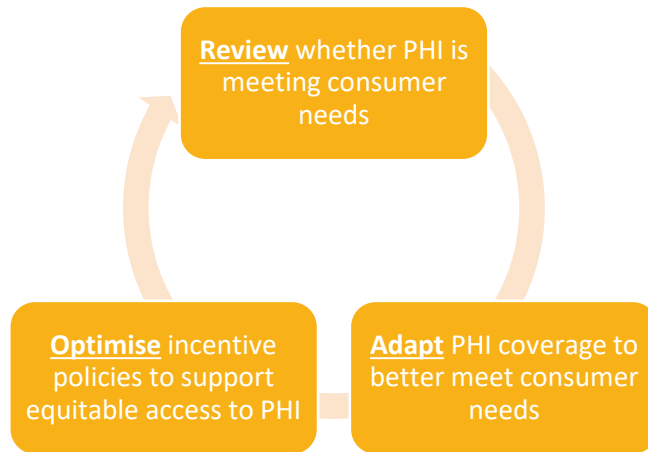 Review whether PHI is
meeting consumer
needs
Optimise incentive
policies to support
equitable access to PHI
Adapt PHI coverage to
better meet consumer
needs